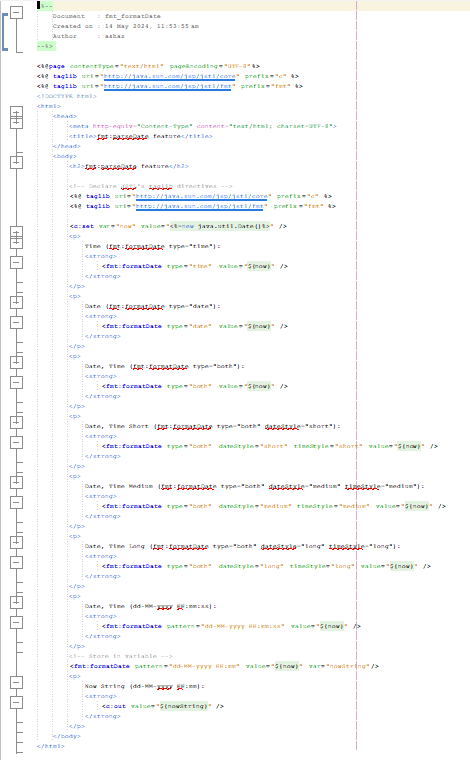 <%--
Document : fmt_formatDate
Created on : 14 May 2024, 11:53:55 am
Author : ashaz
--%>
<%@page contentType="text/html" pageEncoding="UTF-8"%>
<%@ taglib uri="http://java.sun.com/jsp/jstl/core" prefix="c" %>
<%@ taglib uri="http://java.sun.com/jsp/jstl/fmt" prefix="fmt" %>
<!DOCTYPE html>
<html>
<head>
<meta http-equiv="Content-Type" content="text/html; charset=UTF-8">
<title>fmt:parseDate feature</title>
</head>
<body>
<h2>fmt:parseDate feature</h2>
<!-- Declare JSTL's taglib directives -->
<%@ taglib uri="http://java.sun.com/jsp/jstl/core" prefix="c" %>
<%@ taglib uri="http://java.sun.com/jsp/jstl/fmt" prefix="fmt" %>
<c:set var="now" value="<%=new java.util.Date()%>" />
<p>
Time (fmt:formatDate type="time"):
<strong>
<fmt:formatDate type="time" value="${now}" />
</strong>
</p>
<p>
Date (fmt:formatDate type="date"):
<strong>
<fmt:formatDate type="date" value="${now}" />
</strong>
</p>
<p>
Date, Time (fmt:formatDate type="both"):
<strong>
<fmt:formatDate type="both" value="${now}" />
</strong>
</p>
<p>
Date, Time Short (fmt:formatDate type="both" dateStyle="short"):
<strong>
<fmt:formatDate type="both" dateStyle="short" timeStyle="short" value="${now}" />
</strong>
</p>
<p>
Date, Time Medium (fmt:formatDate type="both" dateStyle="medium" timeStyle="medium"):
<strong>
<fmt:formatDate type="both" dateStyle="medium" timeStyle="medium" value="${now}" />
</strong>
</p>
<p>
Date, Time Long (fmt:formatDate type="both" dateStyle="long" timeStyle="long"):
<strong>
<fmt:formatDate type="both" dateStyle="long" timeStyle="long" value="${now}" />
</strong>
</p>
<p>
Date, Time (dd-MM-yyyy HH:mm:ss):
<strong>
<fmt:formatDate pattern="dd-MM-yyyy HH:mm:ss" value="${now}" />
</strong>
</p>
<!-- Store in variable -->
<fmt:formatDate pattern="dd-MM-yyyy HH:mm" value="${now}" var="nowString"/>
<p>
Now String (dd-MM-yyyy HH:mm):
<strong>
<c:out value="${nowString}" />
</strong>
</p>
</body>
</html>